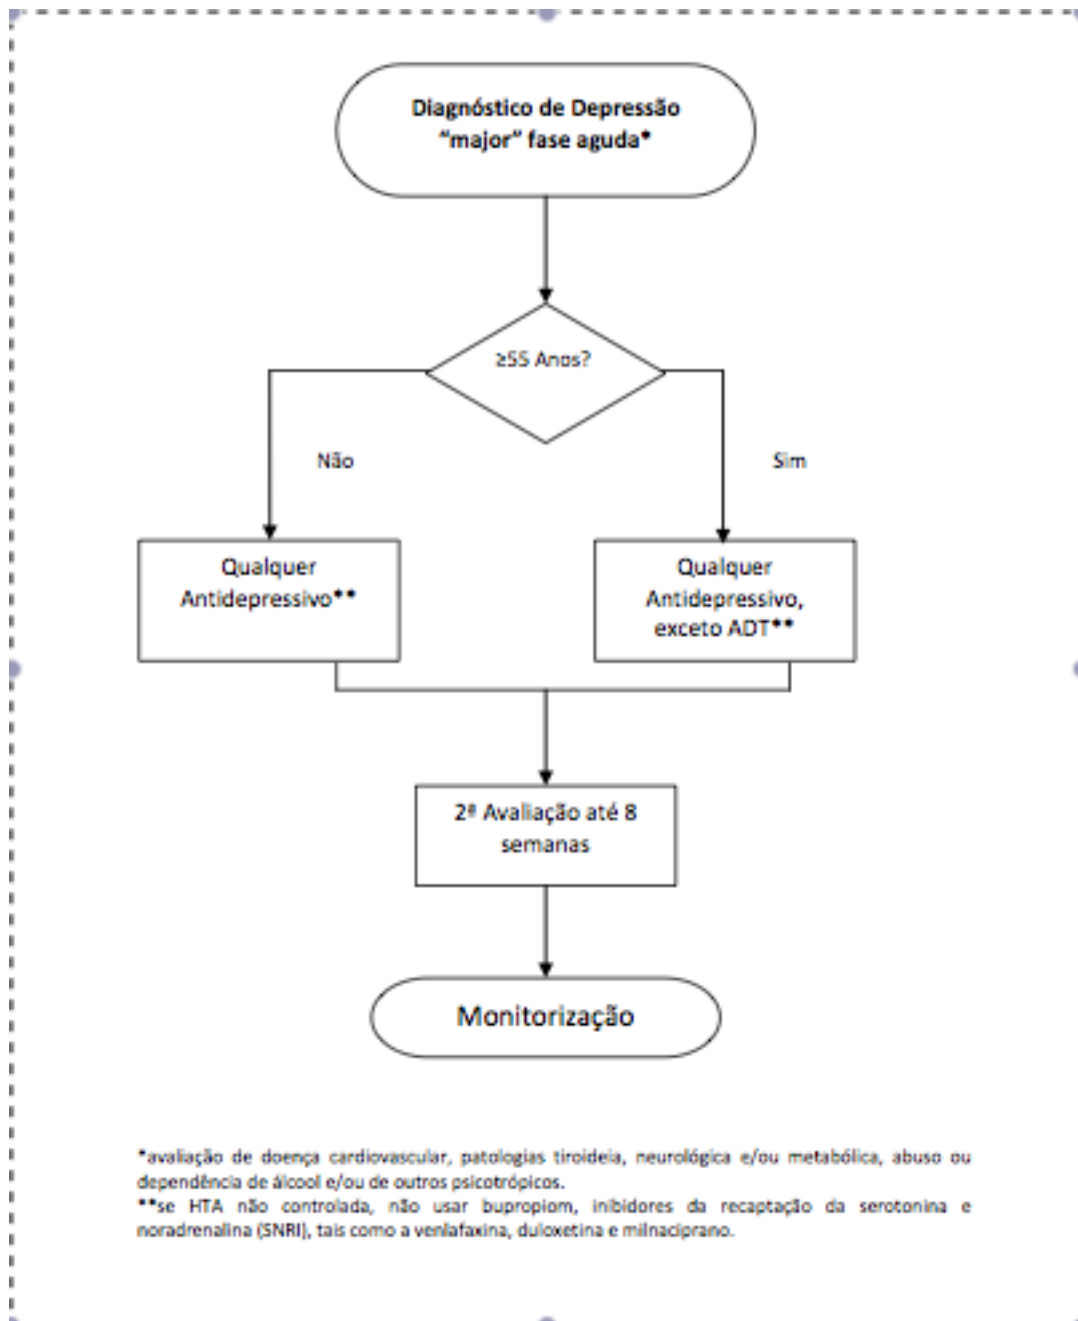 Diagnóstico de Depressão
“major” fase aguda*
≥55 Anos?
Não
Sim
Qualquer
Antidepressivo**
Qualquer
Antidepressivo,
exceto ADT**
2ª Avaliação até 8
semanas
Monitorização
*avaliação de doença cardiovascular, patologias tiroideia, neurológica e/ou metabólica, abuso ou
dependência de álcool e/ou de outros psicotrópicos.
**se HTA não controlada, não usar bupropiom, inibidores da recaptação da serotonina e
noradrenalina (SNRI), tais como a venlafaxina, duloxetina e milnaciprano.